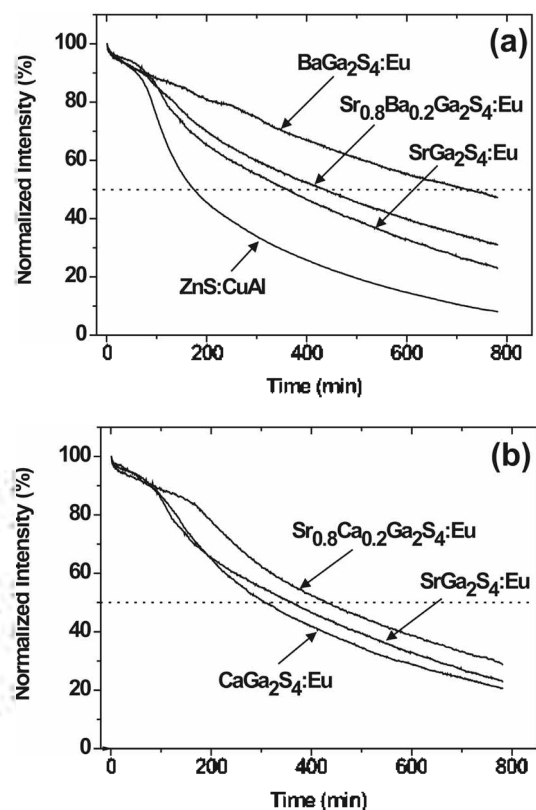 (a)
100
80
60
40
20
0
Normalized Intensity (%)
BaGa2S4:Eu
Sr0.8Ba0.2Ga2S4:Eu
SrGa2S4:Eu
ZnS:CuAl
0 200 400 600 800
Time (min)
(b)
100
80
60
40
20
0
Normalized Intensity (%)
Sr0.8Ca0.2Ga2S4:Eu
SrGa2S4:Eu
CaGa2S4:Eu
0 200 400 600 800
Time (min)